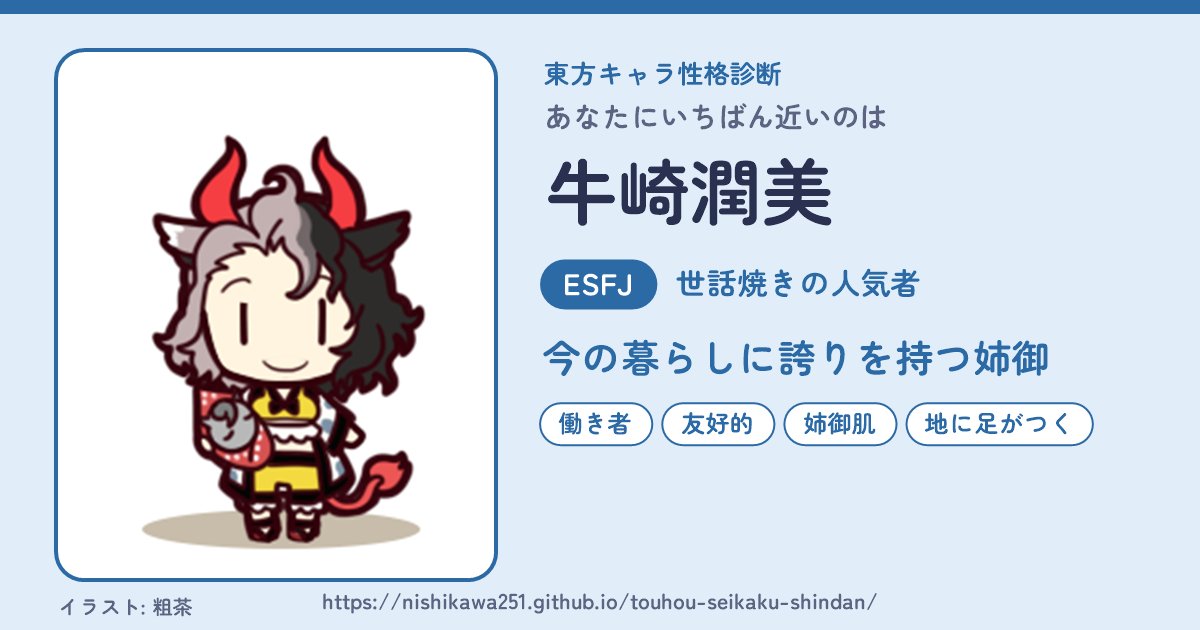 東方キャラ性格診断
あなたにいちばん近いのは
牛崎潤美
ESFJ 世話焼きの人気者
今の暮らしに誇りを持つ姉御
働き者 友好的 姉御肌 地に足がつく
イラスト: 粗茶
https://nishikawa251.github.io/touhou-seikaku-shindan/